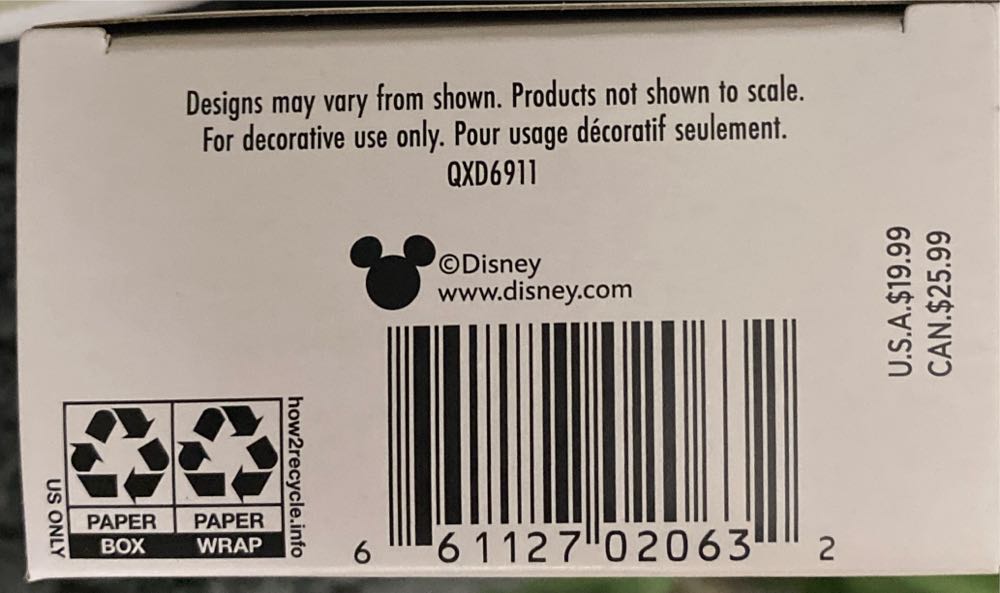 Designs may vary from shown. Products not shown to scale.
For decorative use only. Pour usage décoratif seulement.
QXD6911
©Disney
www.disney.com
U.S.A.$19.99
CAN.$25.99
US ONLY
PAPER
BOX
PAPER
WRAP
how2recycle.info
6 61127 02063 2